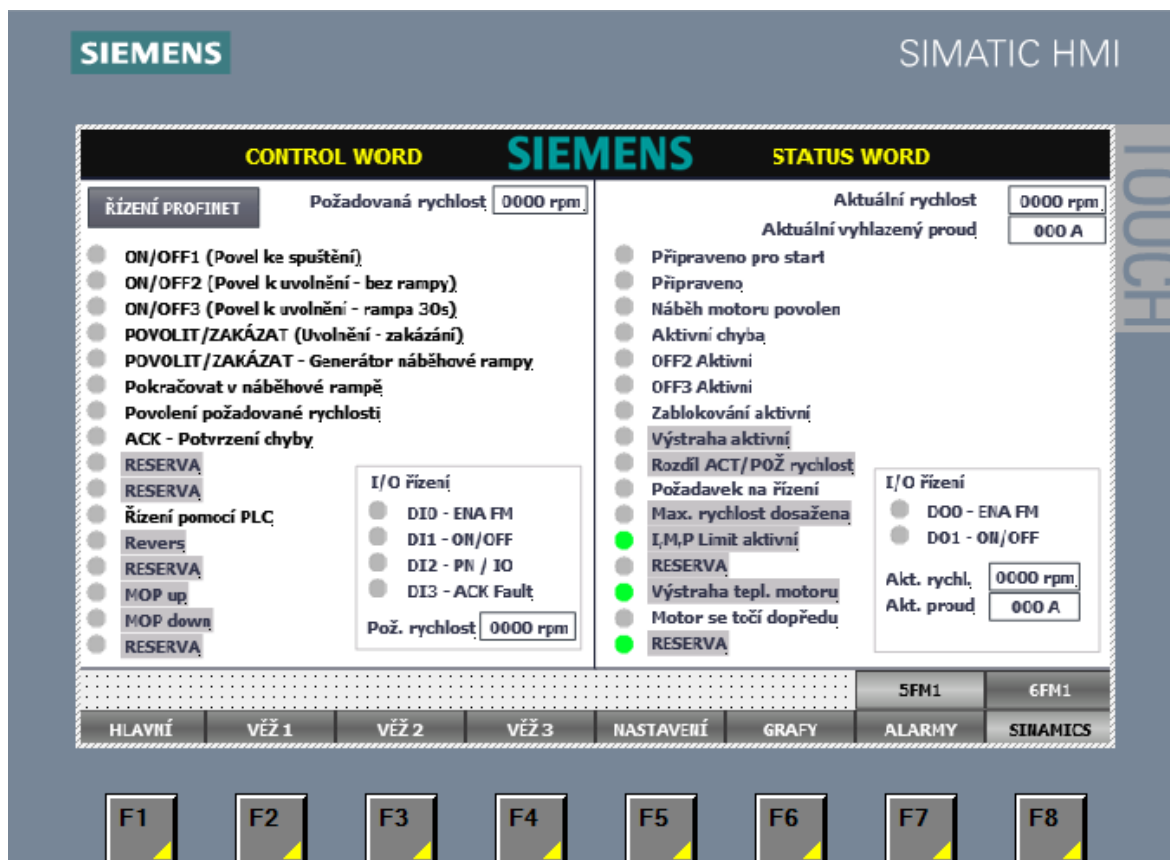 SIEMENS
SIMATIC HMI
TOUCH
CONTROL WORD
SIEMENS
STATUS WORD
ŘÍZENÍ PROFINET
Požadovaná rychlost 0000 rpm
ON/OFF1 (Povel ke spuštění)
ON/OFF2 (Povel k uvolnění - bez rampy)
ON/OFF3 (Povel k uvolnění - rampa 30s)
POVOLIT/ZAKÁZAT (Uvolnění - zakázání)
POVOLIT/ZAKÁZAT - Generátor náběhové rampy
Pokračovat v náběhové rampě
Povolení požadované rychlosti
ACK - Potvrzení chyby
RESERVA
RESERVA
Řízení pomocí PLC
Revers
RESERVA
MOP up
MOP down
RESERVA
I/O řízení
DI0 - ENA FM
DI1 - ON/OFF
DI2 - PN / IO
DI3 - ACK Fault
Pož. rychlost 0000 rpm
Aktuální rychlost 0000 rpm
Aktuální vyhlazený proud 000 A
Připraveno pro start
Připraveno
Náběh motoru povolen
Aktivní chyba
OFF2 Aktivní
OFF3 Aktivní
Zablokování aktivní
Výstraha aktivní
Rozdíl ACT/POŽ rychlost
Požadavek na řízení
Max. rychlost dosažena
I,M,P Limit aktivní
RESERVA
Výstraha tepl. motoru
Motor se točí dopředu
RESERVA
I/O řízení
DO0 - ENA FM
DO1 - ON/OFF
Akt. rychl. 0000 rpm
Akt. proud 000 A
5FM1 6FM1
HLAVNÍ VĚŽ 1 VĚŽ 2 VĚŽ 3 NASTAVENÍ GRAFY ALARMY SINAMICS
F1 F2 F3 F4 F5 F6 F7 F8